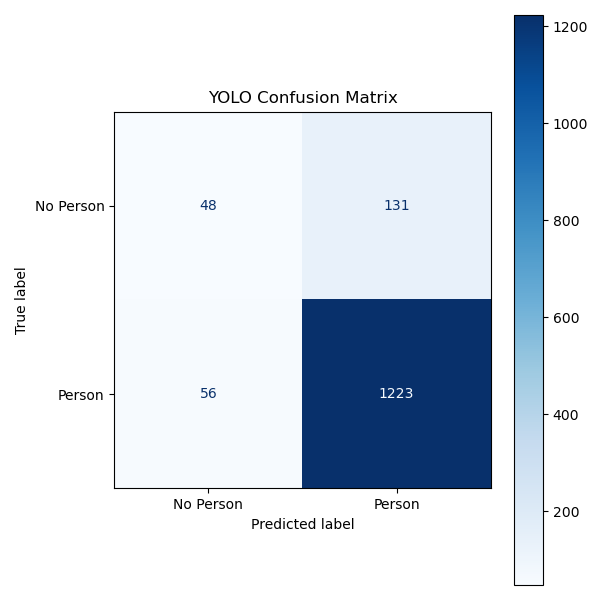 YOLO Confusion Matrix
No Person
48
131
Person
56
1223
No Person
Person
Predicted label
True label
1200
1000
800
600
400
200